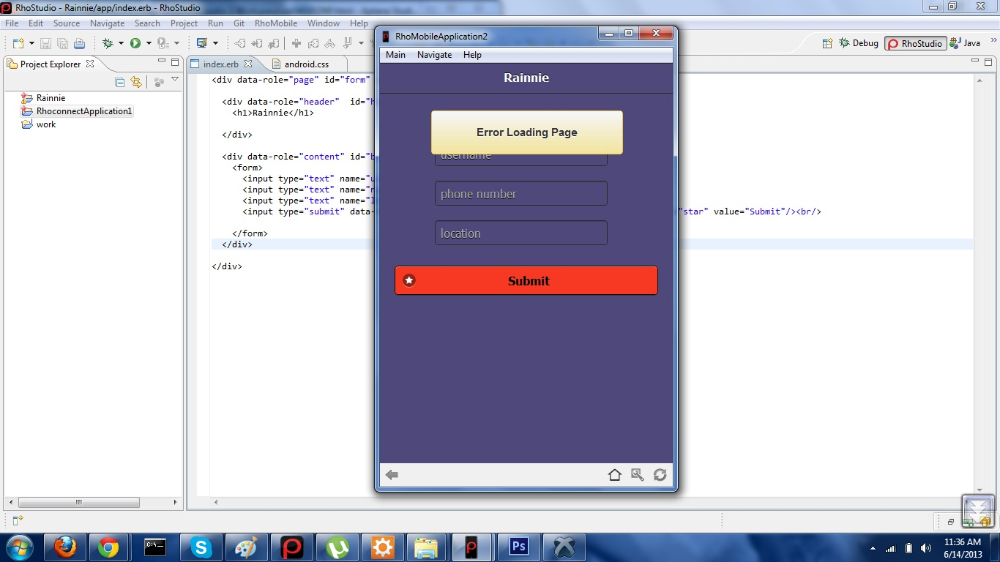 RhoStudio - Rainnie/app/index.erb - RhoStudio
File Edit Source Navigate Search Project Run Git RhoMobile Window Help
Debug RhoStudio Java
Project Explorer
Rainnie
RhoconnectApplication1
work
index.erb android.css
<div data-role="page" id="form"
<div data-role="header" id="h
<h1>Rainnie</h1>
</div>
<div data-role="content" id="b
<form>
<input type="text" name="u
<input type="text" name="n
<input type="text" name="l
<input type="submit" data- "star" value="Submit"/><br/>
</form>
</div>
</div>
RhoMobileApplication2
Main Navigate Help
Rainnie
Error Loading Page
username
phone number
location
Submit
C:\
Ps
11:36 AM
6/14/2013